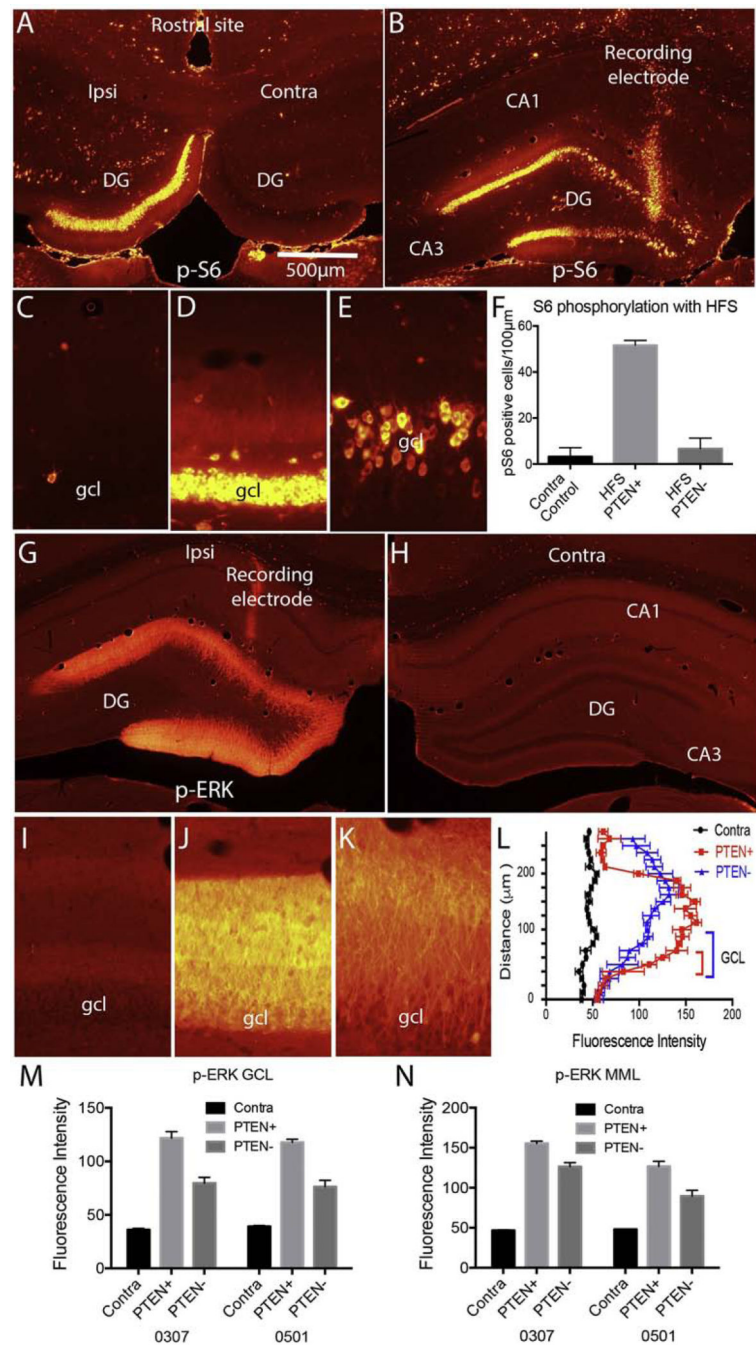 A
Rostral site
Ipsi
Contra
DG
DG
p-S6
500μm
B
Recording
electrode
CA1
DG
CA3
p-S6
C
gcl
D
gcl
E
gcl
F
S6 phosphorylation with HFS
pS6 positive cells/100μm
60
40
20
0
Contra
Control
HFS
PTEN+
HFS
PTEN-
G
Ipsi
Recording
electrode
DG
p-ERK
H
Contra
CA1
DG
CA3
I
gcl
J
gcl
K
gcl
L
Contra
PTEN+
PTEN-
Distance (μm)
200
100
0
GCL
0 50 100 150 200
Fluorescence Intensity
M
p-ERK GCL
Fluorescence Intensity
150
100
50
0
Contra
PTEN+
PTEN-
Contra
PTEN+
PTEN-
Contra
PTEN+
PTEN-
0307
0501
N
p-ERK MML
Fluorescence Intensity
200
150
100
50
0
Contra
PTEN+
PTEN-
Contra
PTEN+
PTEN-
Contra
PTEN+
PTEN-
0307
0501